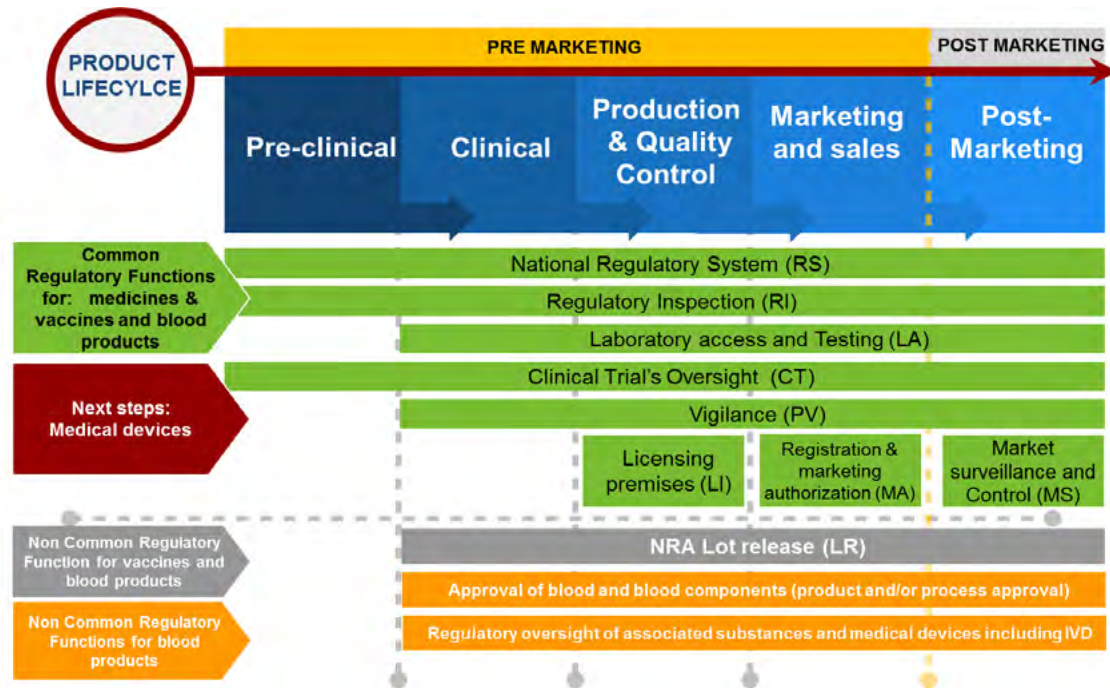 PRODUCT
LIFECYLCE
PRE MARKETING
POST MARKETING
Pre-clinical
Clinical
Production
& Quality
Control
Marketing
and sales
Post-
Marketing
Common
Regulatory Functions
for: medicines &
vaccines and blood
products
National Regulatory System (RS)
Regulatory Inspection (RI)
Laboratory access and Testing (LA)
Next steps:
Medical devices
Clinical Trial's Oversight (CT)
Vigilance (PV)
Licensing
premises (LI)
Registration &
marketing
authorization (MA)
Market
surveillance and
Control (MS)
Non Common Regulatory
Function for vaccines and
blood products
NRA Lot release (LR)
Non Common Regulatory
Functions for blood
products
Approval of blood and blood components (product and/or process approval)
Regulatory oversight of associated substances and medical devices including IVD